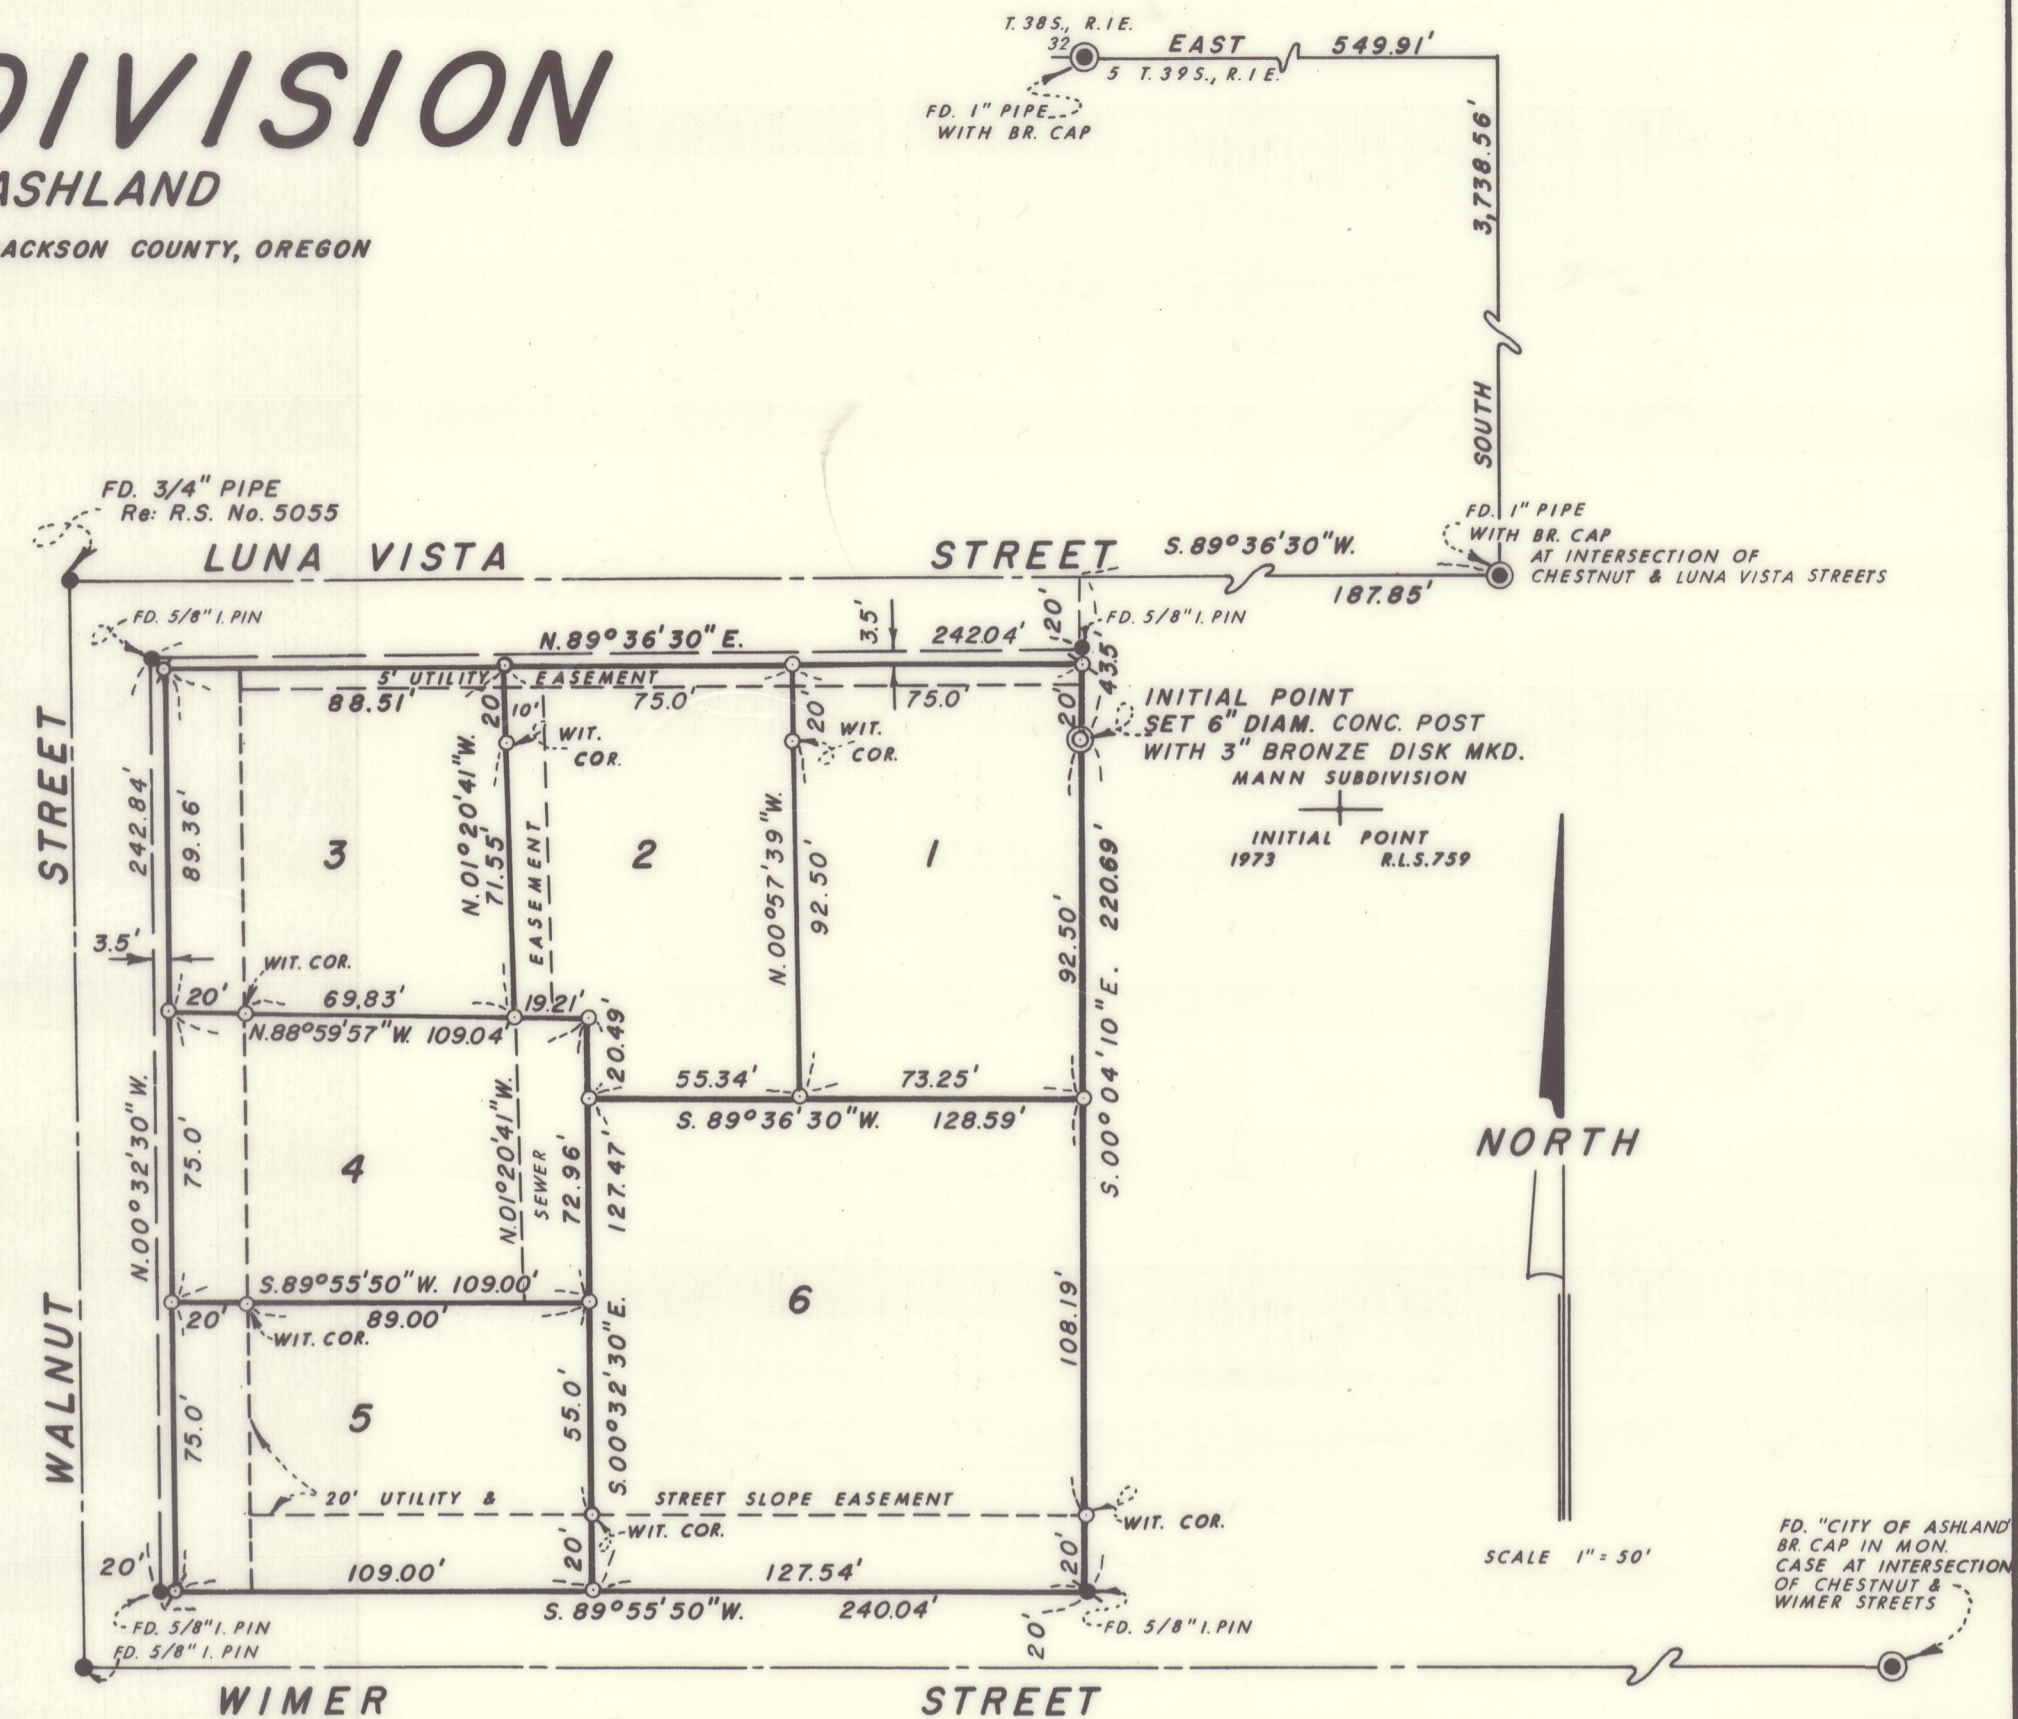 DIVISION
ASHLAND
ACKSON COUNTY, OREGON
T. 38 S., R. 1 E.
32
EAST 549.91'
5 T. 39 S., R. 1 E.
FD. 1" PIPE
WITH BR. CAP
3,738.56'
SOUTH
FD. 3/4" PIPE
Re: R.S. No. 5055
FD. 1" PIPE
WITH BR. CAP
AT INTERSECTION OF
CHESTNUT & LUNA VISTA STREETS
LUNA VISTA STREET
S. 89° 36' 30" W.
187.85'
FD. 5/8" I. PIN
N. 89° 36' 30" E.
3.5'
242.04'
20'
FD. 5/8" I. PIN
43.5
5' UTILITY EASEMENT
88.51'
75.0'
75.0'
20'
10'
WIT.
COR.
20'
WIT.
COR.
20'
INITIAL POINT
SET 6" DIAM. CONC. POST
WITH 3" BRONZE DISK MKD.
MANN SUBDIVISION
INITIAL POINT
1973 R.L.S. 759
STREET
242.84'
89.36'
3
N. 01° 20' 41" W.
71.55'
EASEMENT
2
N. 00° 57' 39" W.
92.50'
1
92.50'
220.69'
S. 00° 04' 10" E.
3.5'
WIT. COR.
20'
69.83'
19.21'
N. 88° 59' 57" W. 109.04'
20.49'
55.34'
73.25'
S. 89° 36' 30" W. 128.59'
NORTH
N. 00° 32' 30" W.
75.0'
4
N. 01° 20' 41" W.
SEWER
72.96'
127.47'
S. 89° 55' 50" W. 109.00'
20'
89.00'
WIT. COR.
6
108.19'
WALNUT
75.0'
5
55.0'
S. 00° 32' 30" E.
20' UTILITY & STREET SLOPE EASEMENT
WIT. COR.
WIT. COR.
20'
20'
20'
109.00'
127.54'
S. 89° 55' 50" W. 240.04'
20'
FD. 5/8" I. PIN
FD. 5/8" I. PIN
FD. 5/8" I. PIN
SCALE 1" = 50'
FD. "CITY OF ASHLAND"
BR. CAP IN MON.
CASE AT INTERSECTION
OF CHESTNUT &
WIMER STREETS
WIMER STREET